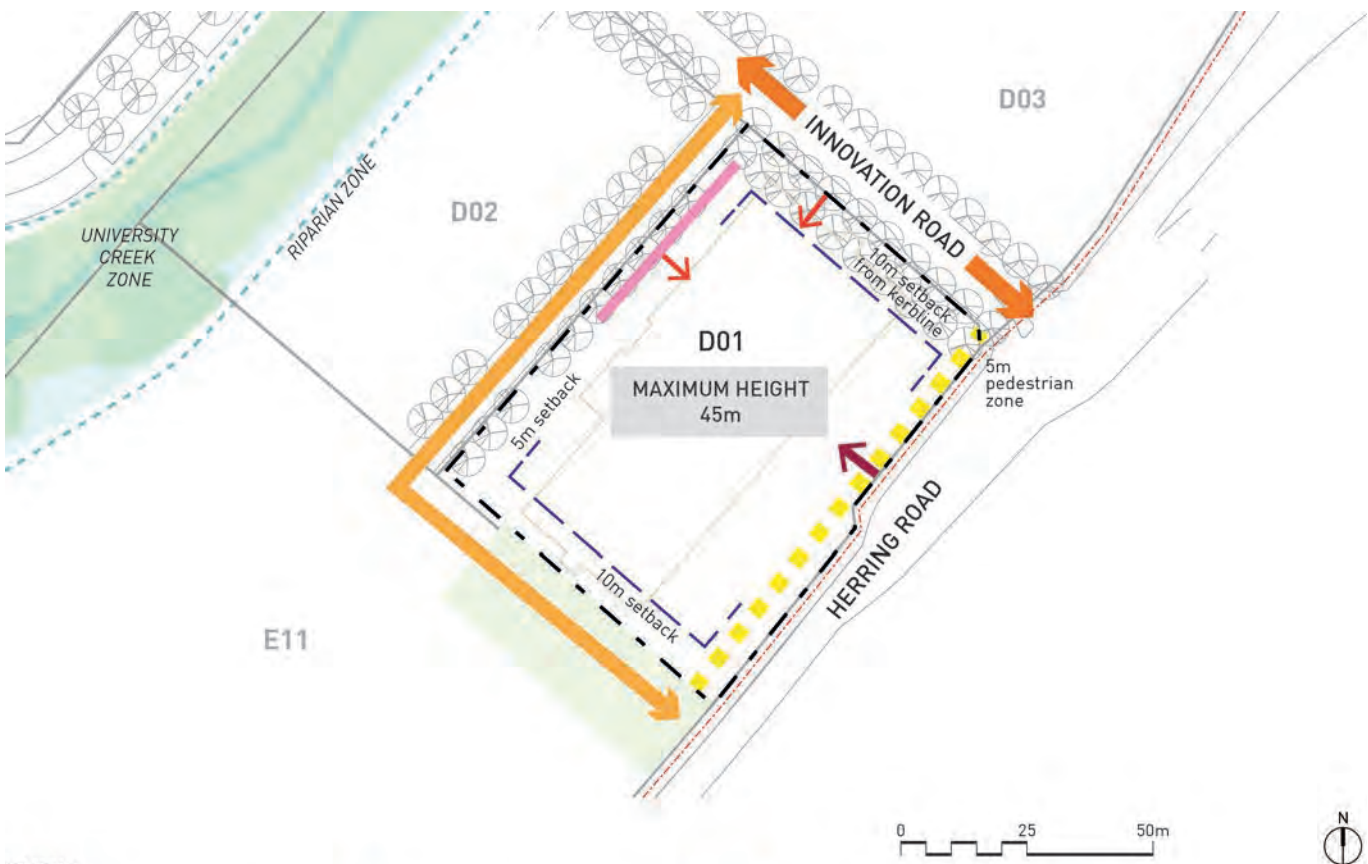 D03
INNOVATION ROAD
D02
UNIVERSITY
CREEK
ZONE
RIPARIAN ZONE
10m setback
from kerbline
D01
MAXIMUM HEIGHT
45m
5m
pedestrian
zone
5m setback
10m setback
HERRING ROAD
E11
0 25 50m
N